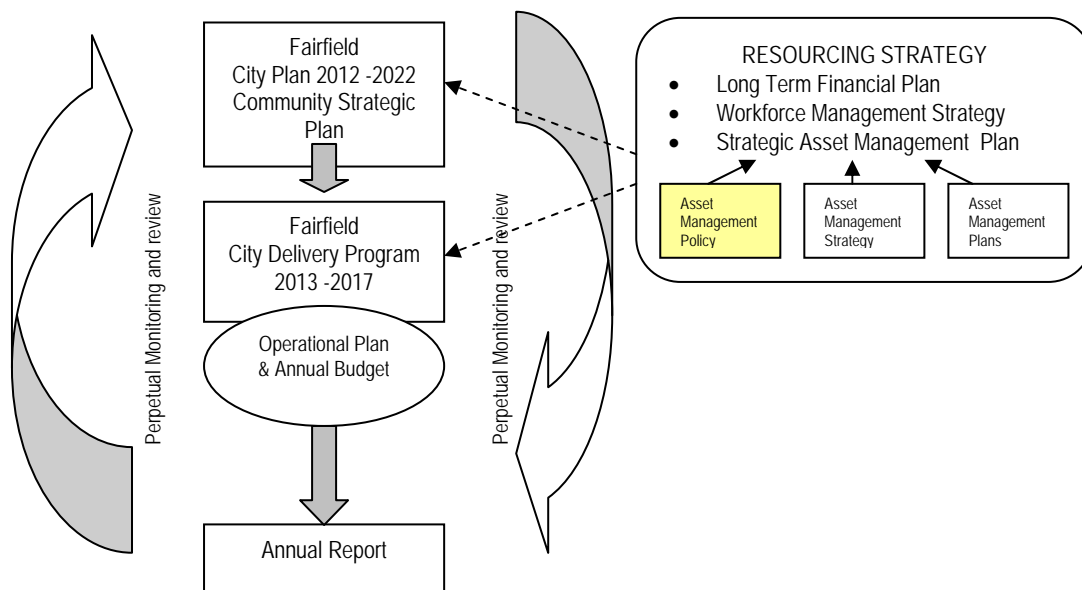 Fairfield
City Plan 2012 -2022
Community Strategic
Plan
Fairfield
City Delivery Program
2013 -2017
Operational Plan
& Annual Budget
Annual Report
Perpetual Monitoring and review
Perpetual Monitoring and review
RESOURCING STRATEGY
• Long Term Financial Plan
• Workforce Management Strategy
• Strategic Asset Management Plan
Asset
Management
Policy
Asset
Management
Strategy
Asset
Management
Plans